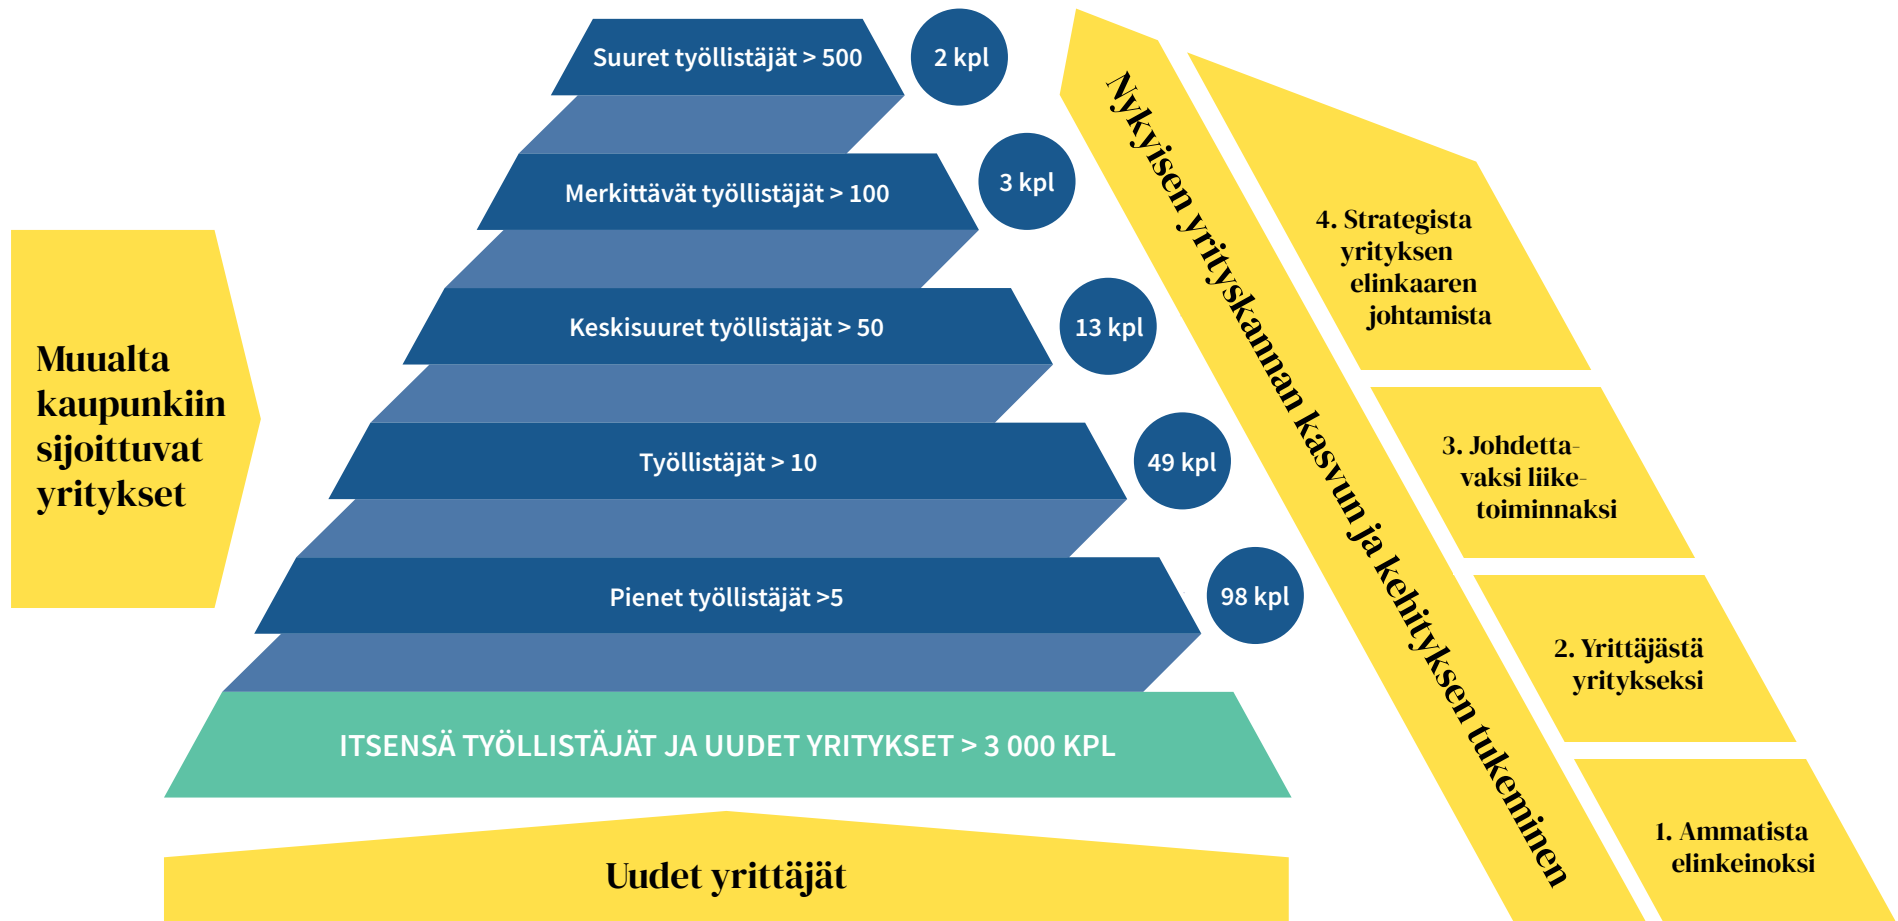 Suuret työllistäjät > 500
2 kpl
Merkittävät työllistäjät > 100
3 kpl
Keskisuuret työllistäjät > 50
13 kpl
Työllistäjät > 10
49 kpl
Pienet työllistäjät >5
98 kpl
ITSENSÄ TYÖLLISTÄJÄT JA UUDET YRITYKSET > 3 000 KPL
Muualta
kaupunkiin
sijoittuvat
yritykset
Uudet yrittäjät
Nykyisen yrityskannan kasvun ja kehityksen tukeminen
4. Strategista
yrityksen
elinkaaren
johtamista
3. Johdetta-
vaksi liike-
toiminnaksi
2. Yrittäjästä
yritykseksi
1. Ammatista
elinkeinoksi